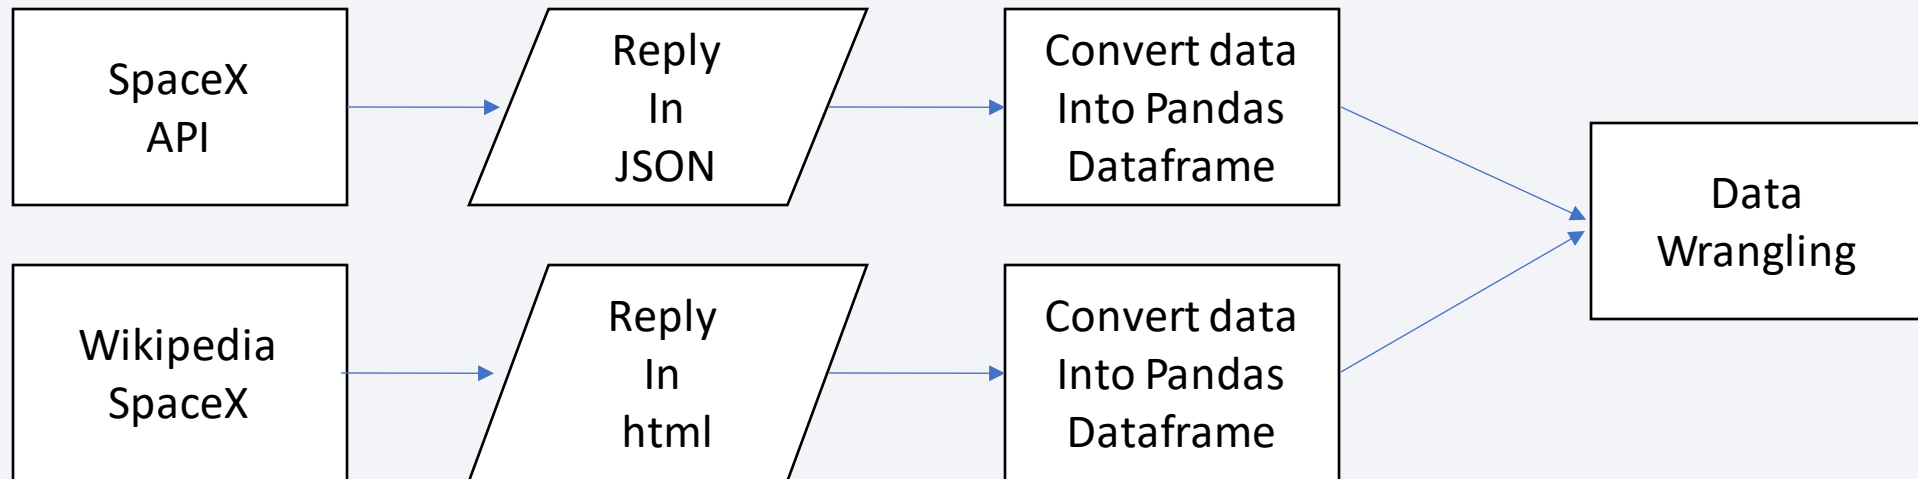 SpaceX
API
Reply
In
JSON
Convert data
Into Pandas
Dataframe
Data
Wrangling
Wikipedia
SpaceX
Reply
In
html
Convert data
Into Pandas
Dataframe